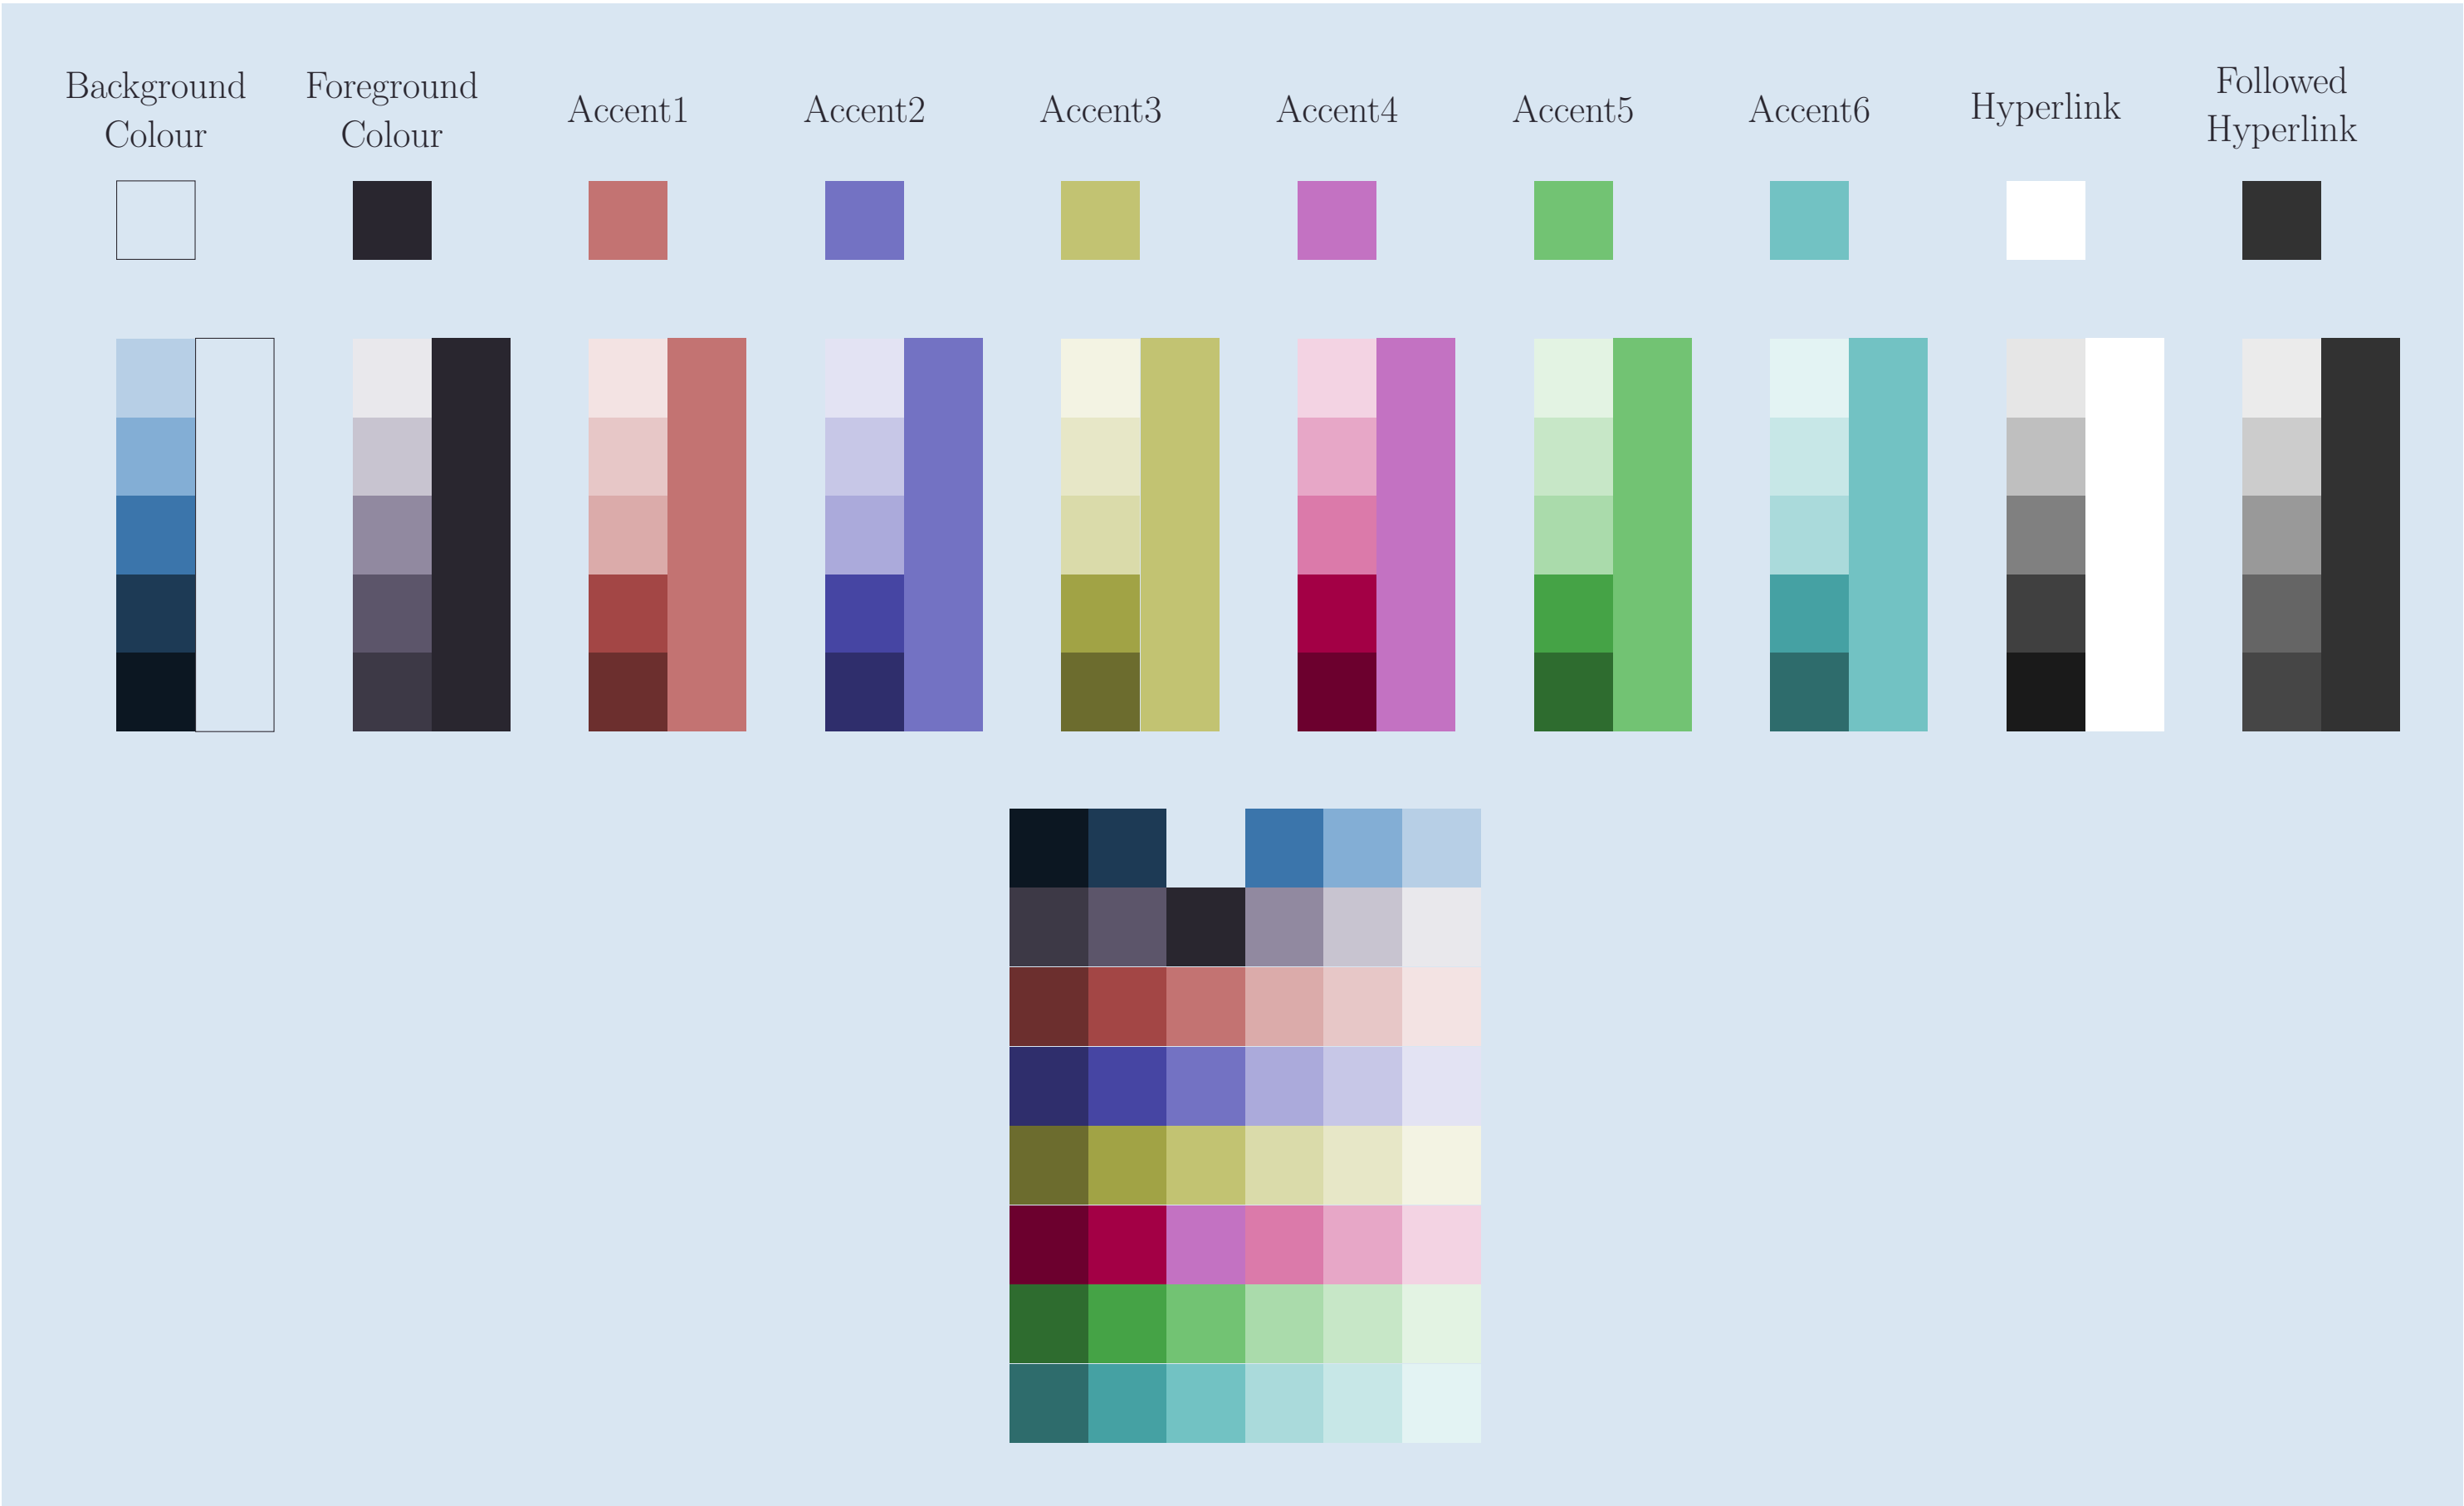 Background
Colour
Foreground
Colour
Accent1
Accent2
Accent3
Accent4
Accent5
Accent6
Hyperlink
Followed
Hyperlink